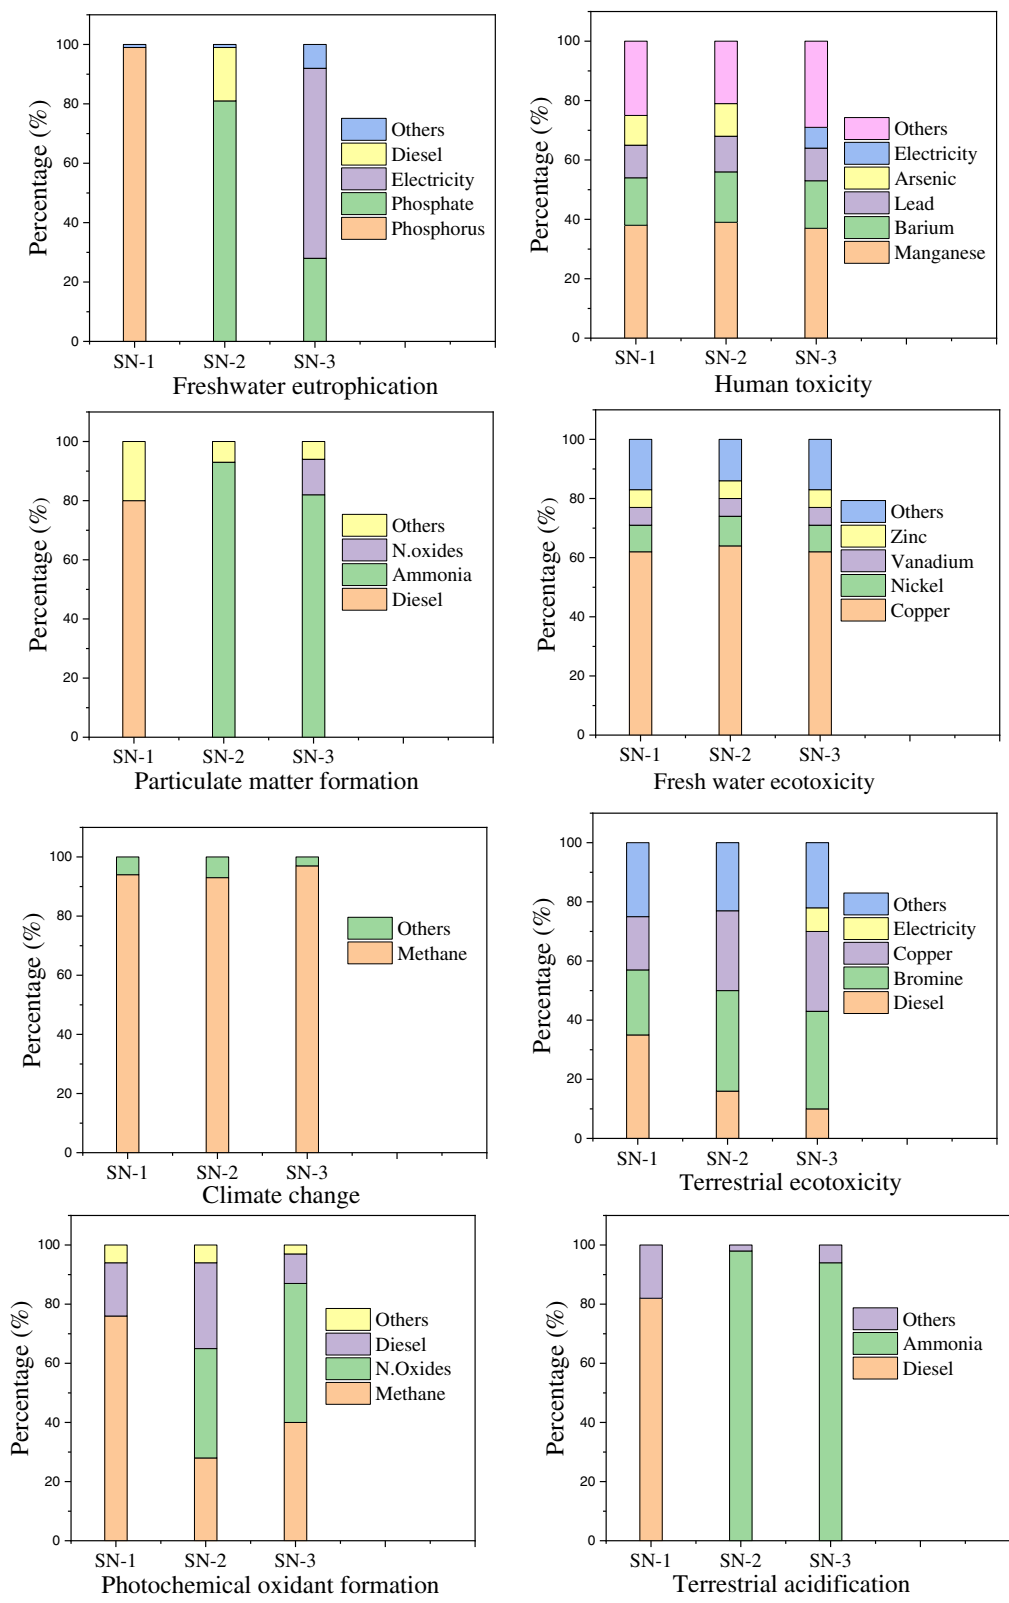 Percentage (%)
100
80
60
40
20
0
Others
Diesel
Electricity
Phosphate
Phosphorus
SN-1 SN-2 SN-3
Freshwater eutrophication
Percentage (%)
100
80
60
40
20
0
Others
Electricity
Arsenic
Lead
Barium
Manganese
SN-1 SN-2 SN-3
Human toxicity
Percentage (%)
100
80
60
40
20
0
Others
N.oxides
Ammonia
Diesel
SN-1 SN-2 SN-3
Particulate matter formation
Percentage (%)
100
80
60
40
20
0
Others
Zinc
Vanadium
Nickel
Copper
SN-1 SN-2 SN-3
Fresh water ecotoxicity
Percentage (%)
100
80
60
40
20
0
Others
Methane
SN-1 SN-2 SN-3
Climate change
Percentage (%)
100
80
60
40
20
0
Others
Electricity
Copper
Bromine
Diesel
SN-1 SN-2 SN-3
Terrestrial ecotoxicity
Percentage (%)
100
80
60
40
20
0
Others
Diesel
N.Oxides
Methane
SN-1 SN-2 SN-3
Photochemical oxidant formation
Percentage (%)
100
80
60
40
20
0
Others
Ammonia
Diesel
SN-1 SN-2 SN-3
Terrestrial acidification